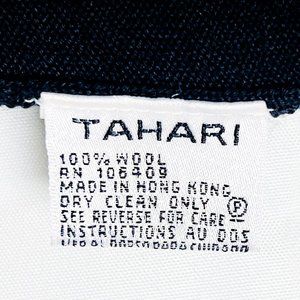 TAHARI
100% WOOL
RN 106409
MADE IN HONG KONG
DRY CLEAN ONLY
SEE REVERSE FOR CARE
INSTRUCTIONS AU DOS
P